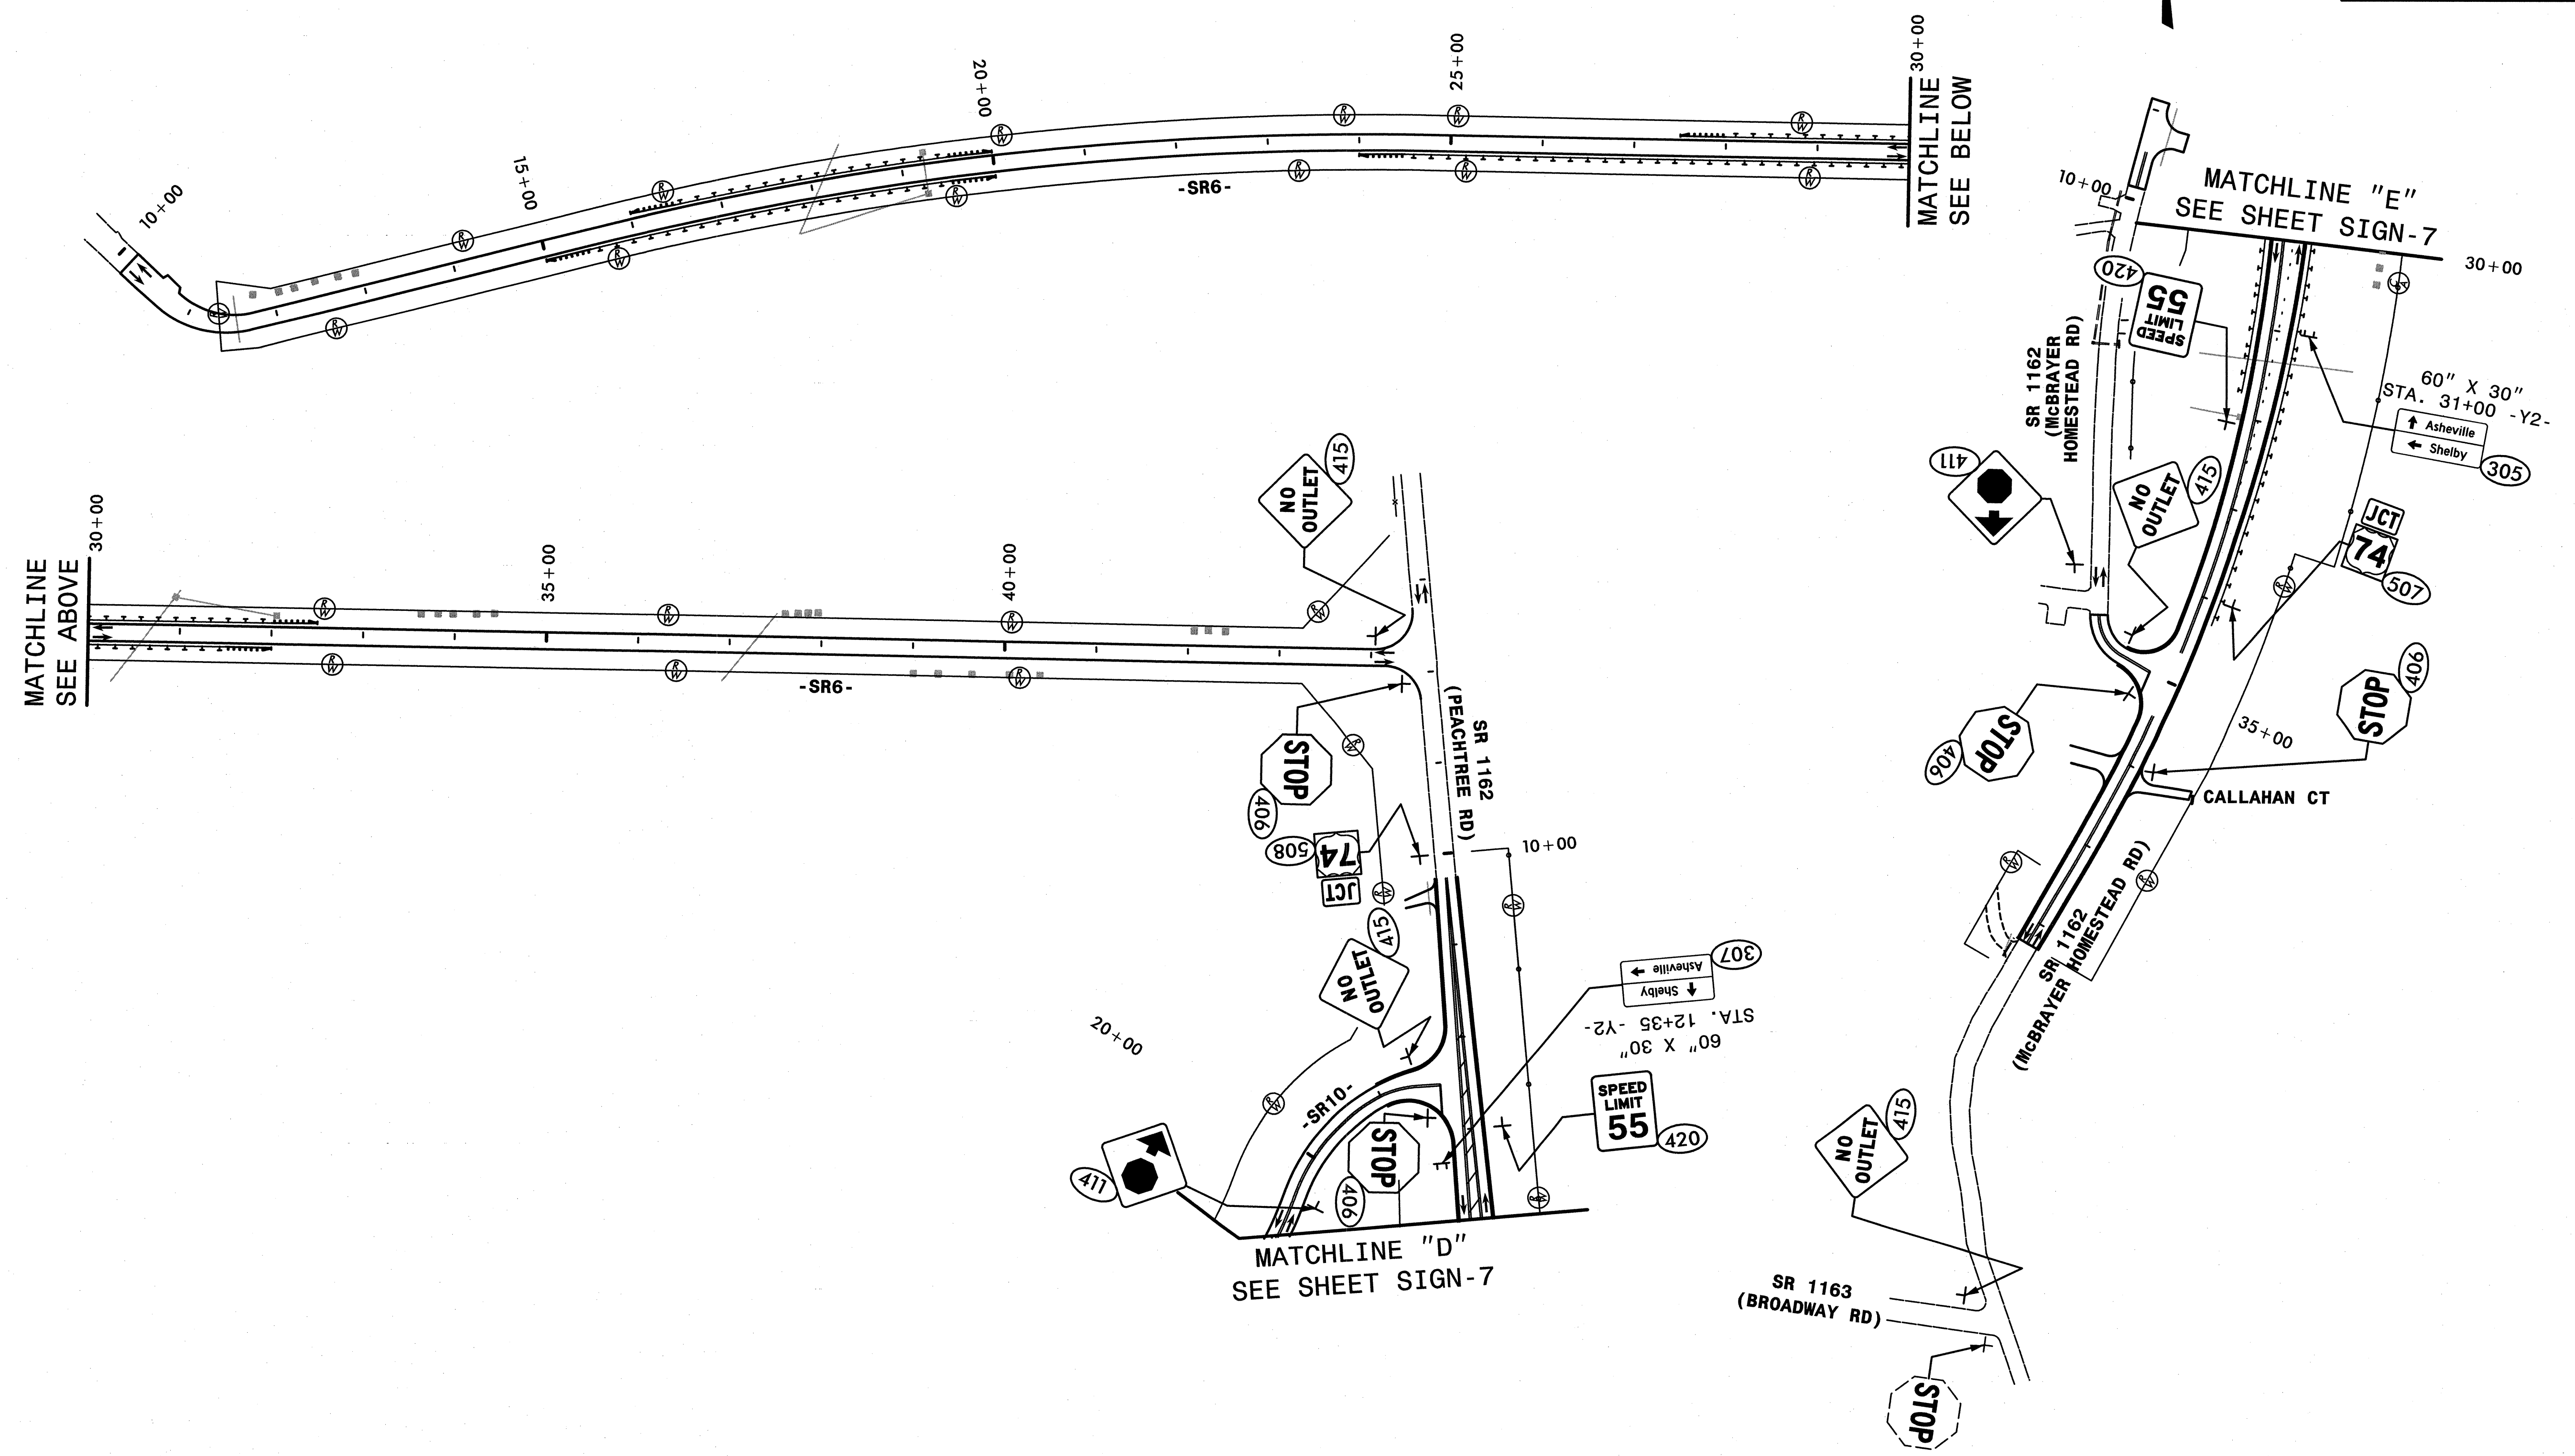 10+00
15+00
20+00
25+00
30+00
MATCHLINE
SEE BELOW
-SR6-
R/W
R/W
R/W
R/W
R/W
R/W
R/W
R/W
R/W
R/W
R/W
R/W
MATCHLINE
SEE ABOVE
30+00
35+00
40+00
-SR6-
R/W
R/W
R/W
R/W
R/W
R/W
R/W
R/W
NO
OUTLET
415
STOP
406
SR 1162
(PEACHTREE RD)
74
JCT
508
R/W
10+00
R/W
NO
OUTLET
415
Asheville
Shelby
307
60" X 30"
STA. 12+35 -Y2-
20+00
R/W
-SR10-
411
STOP
406
SPEED
LIMIT
55
420
R/W
MATCHLINE "D"
SEE SHEET SIGN-7
10+00
MATCHLINE "E"
SEE SHEET SIGN-7
30+00
420
SPEED
LIMIT
55
SR 1162
(McBRAYER
HOMESTEAD RD)
60" X 30"
STA. 31+00 -Y2-
Asheville
Shelby
305
411
NO
OUTLET
415
JCT
74
507
R/W
STOP
406
STOP
406
35+00
CALLAHAN CT
R/W
R/W
SR 1162
(McBRAYER HOMESTEAD RD)
NO
OUTLET
415
SR 1163
(BROADWAY RD)
STOP